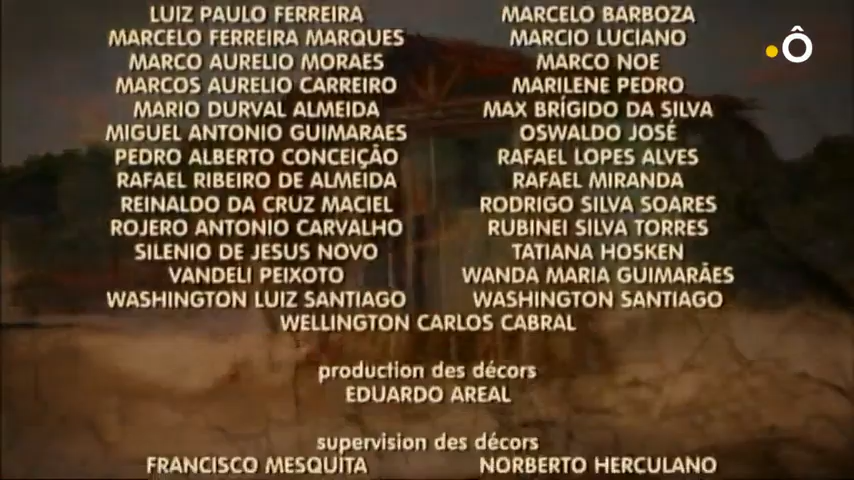 LUIZ PAULO FERREIRA MARCELO BARBOZA
MARCELO FERREIRA MARQUES MARCIO LUCIANO
MARCO AURELIO MORAES MARCO NOE
MARCOS AURELIO CARREIRO MARILENE PEDRO
MARIO DURVAL ALMEIDA MAX BRÍGIDO DA SILVA
MIGUEL ANTONIO GUIMARAES OSWALDO JOSÉ
PEDRO ALBERTO CONCEIÇÃO RAFAEL LOPES ALVES
RAFAEL RIBEIRO DE ALMEIDA RAFAEL MIRANDA
REINALDO DA CRUZ MACIEL RODRIGO SILVA SOARES
ROJERO ANTONIO CARVALHO RUBINEI SILVA TORRES
SILENIO DE JESUS NOVO TATIANA HOSKEN
VANDELI PEIXOTO WANDA MARIA GUIMARÃES
WASHINGTON LUIZ SANTIAGO WASHINGTON SANTIAGO
WELLINGTON CARLOS CABRAL
production des décors
EDUARDO AREAL
supervision des décors
FRANCISCO MESQUITA NORBERTO HERCULANO
Ô